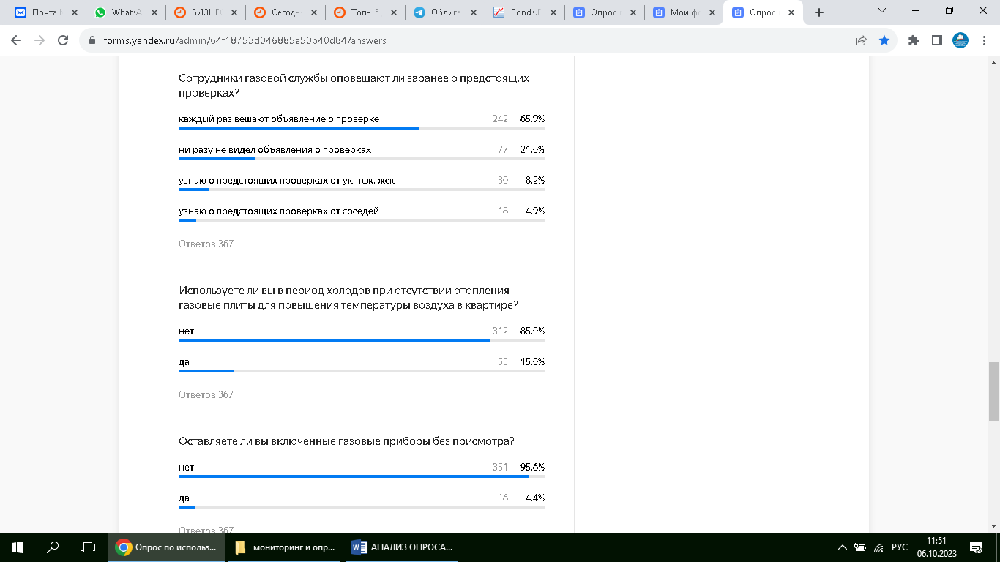 Почта
WhatsA
БИЗНЕ
Сегодн
Топ-15
Облига
Bonds.
Опрос
Мои ф
Опрос
forms.yandex.ru/admin/64f18753d046885e50b40d84/answers
Сотрудники газовой службы оповещают ли заранее о предстоящих
проверках?
каждый раз вешают объявление о проверке 242 65.9%
ни разу не видел объявления о проверках 77 21.0%
узнаю о предстоящих проверках от ук, тсж, жск 30 8.2%
узнаю о предстоящих проверках от соседей 18 4.9%
Ответов 367
Используете ли вы в период холодов при отсутствии отопления
газовые плиты для повышения температуры воздуха в квартире?
нет 312 85.0%
да 55 15.0%
Ответов 367
Оставляете ли вы включенные газовые приборы без присмотра?
нет 351 95.6%
да 16 4.4%
Ответов 367
Опрос по использ...
мониторинг и опр...
АНАЛИЗ ОПРОСА...
РУС
11:51
06.10.2023